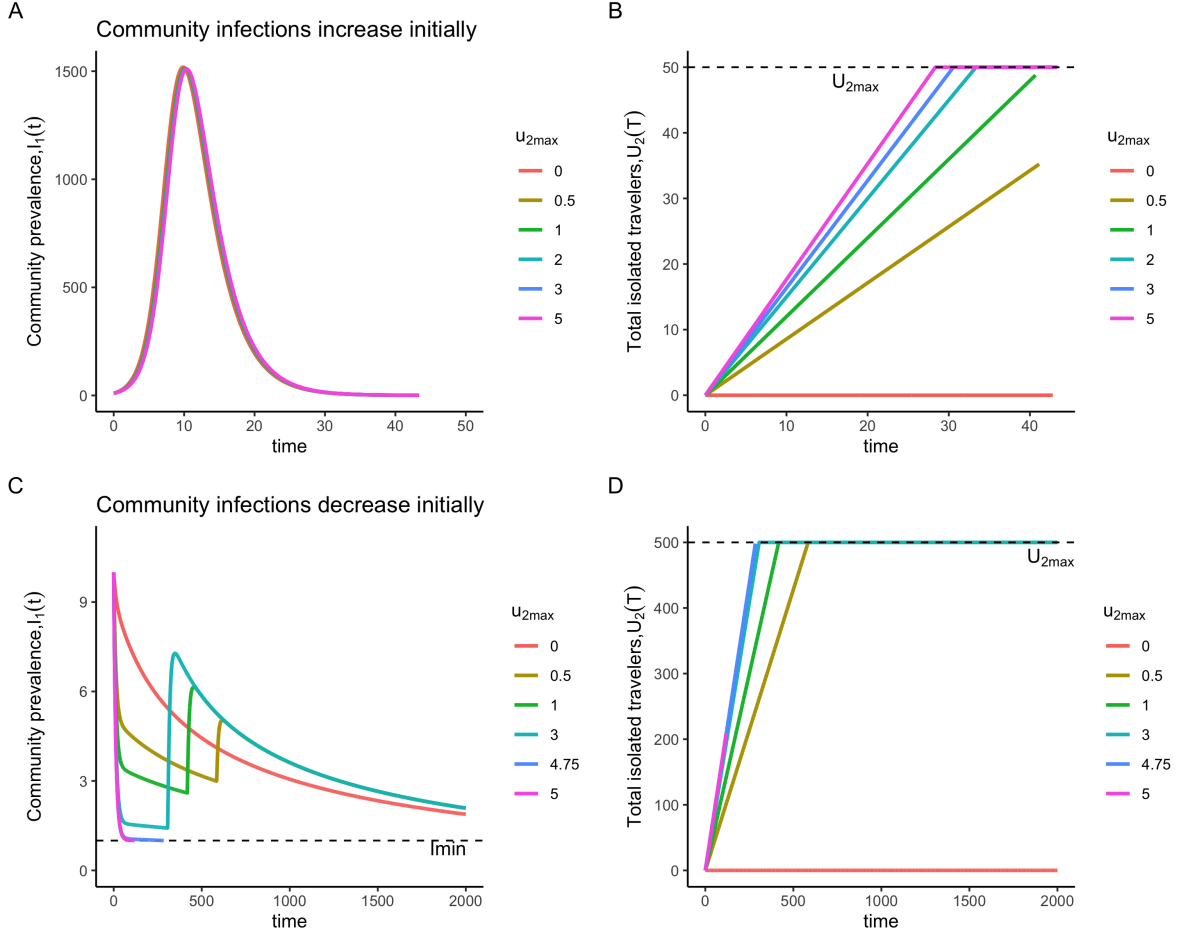 A
Community infections increase initially
Community prevalence,I₁(t)
1500
1000
500
0
0 10 20 30 40 50
time
u₂max
0
0.5
1
2
3
5
B
Total isolated travelers,U₂(T)
50
40
30
20
10
0
U₂max
0 10 20 30 40
time
u₂max
0
0.5
1
2
3
5
C
Community infections decrease initially
Community prevalence,I₁(t)
9
6
3
0
Imin
0 500 1000 1500 2000
time
u₂max
0
0.5
1
3
4.75
5
D
Total isolated travelers,U₂(T)
500
400
300
200
100
0
U₂max
0 500 1000 1500 2000
time
u₂max
0
0.5
1
3
4.75
5